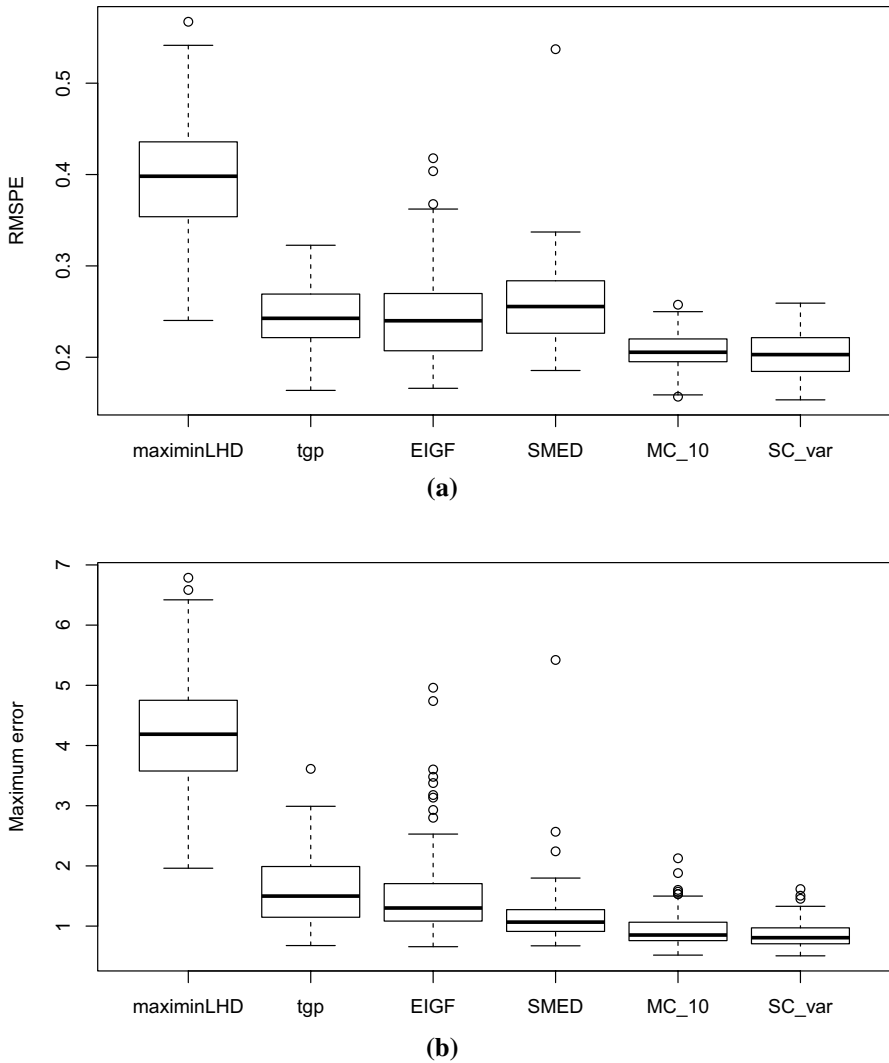 0.5
0.4
0.3
0.2
RMSPE
maximinLHD tgp EIGF SMED MC_10 SC_var
(a)
7
6
5
4
3
2
1
Maximum error
maximinLHD tgp EIGF SMED MC_10 SC_var
(b)